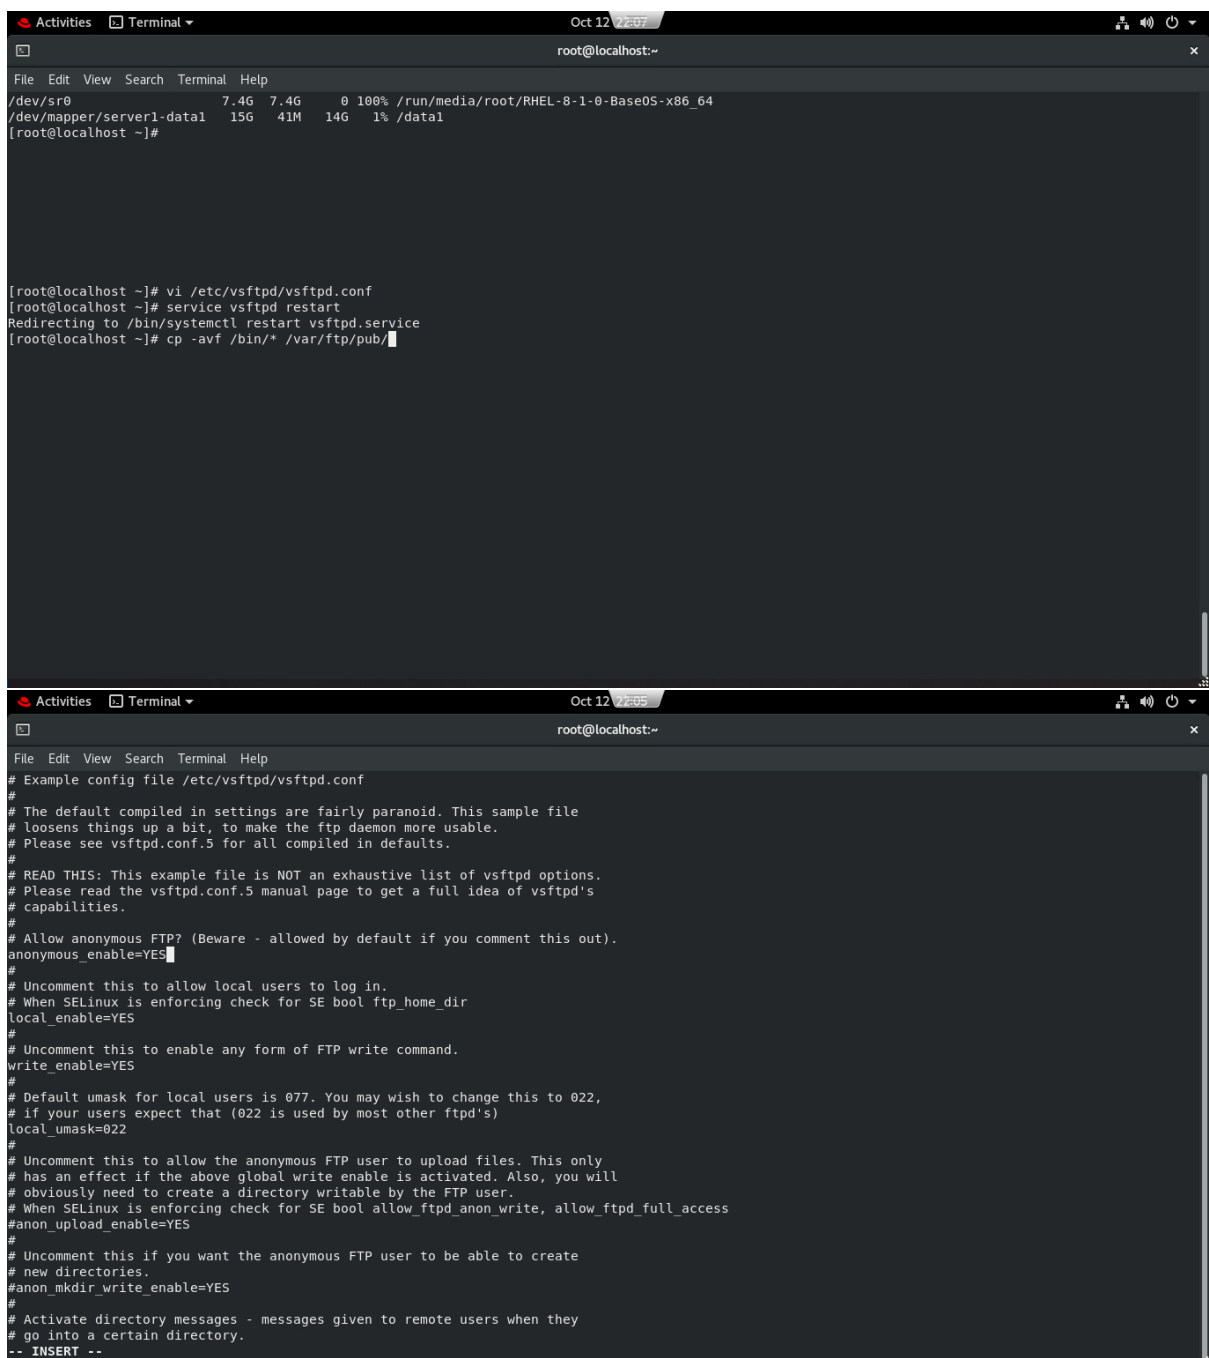 Activities Terminal Oct 12 22:07
root@localhost:~ ×
File Edit View Search Terminal Help
/dev/sr0 7.4G 7.4G 0 100% /run/media/root/RHEL-8-1-0-BaseOS-x86_64
/dev/mapper/server1-data1 15G 41M 14G 1% /data1
[root@localhost ~]#
[root@localhost ~]# vi /etc/vsftpd/vsftpd.conf
[root@localhost ~]# service vsftpd restart
Redirecting to /bin/systemctl restart vsftpd.service
[root@localhost ~]# cp -avf /bin/* /var/ftp/pub/
Activities Terminal Oct 12 22:05
root@localhost:~ ×
File Edit View Search Terminal Help
# Example config file /etc/vsftpd/vsftpd.conf
#
# The default compiled in settings are fairly paranoid. This sample file
# loosens things up a bit, to make the ftp daemon more usable.
# Please see vsftpd.conf.5 for all compiled in defaults.
#
# READ THIS: This example file is NOT an exhaustive list of vsftpd options.
# Please read the vsftpd.conf.5 manual page to get a full idea of vsftpd's
# capabilities.
#
# Allow anonymous FTP? (Beware - allowed by default if you comment this out).
anonymous_enable=YES
#
# Uncomment this to allow local users to log in.
# When SELinux is enforcing check for SE bool ftp_home_dir
local_enable=YES
#
# Uncomment this to enable any form of FTP write command.
write_enable=YES
#
# Default umask for local users is 077. You may wish to change this to 022,
# if your users expect that (022 is used by most other ftpd's)
local_umask=022
#
# Uncomment this to allow the anonymous FTP user to upload files. This only
# has an effect if the above global write enable is activated. Also, you will
# obviously need to create a directory writable by the FTP user.
# When SELinux is enforcing check for SE bool allow_ftpd_anon_write, allow_ftpd_full_access
#anon_upload_enable=YES
#
# Uncomment this if you want the anonymous FTP user to be able to create
# new directories.
#anon_mkdir_write_enable=YES
#
# Activate directory messages - messages given to remote users when they
# go into a certain directory.
-- INSERT --